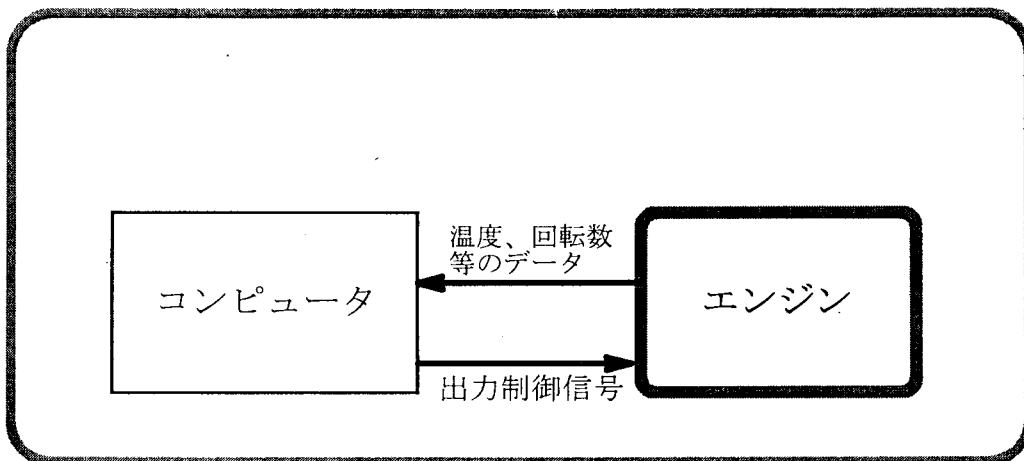 温度、回転数
等のデータ
コンピュータ
エンジン
出力制御信号